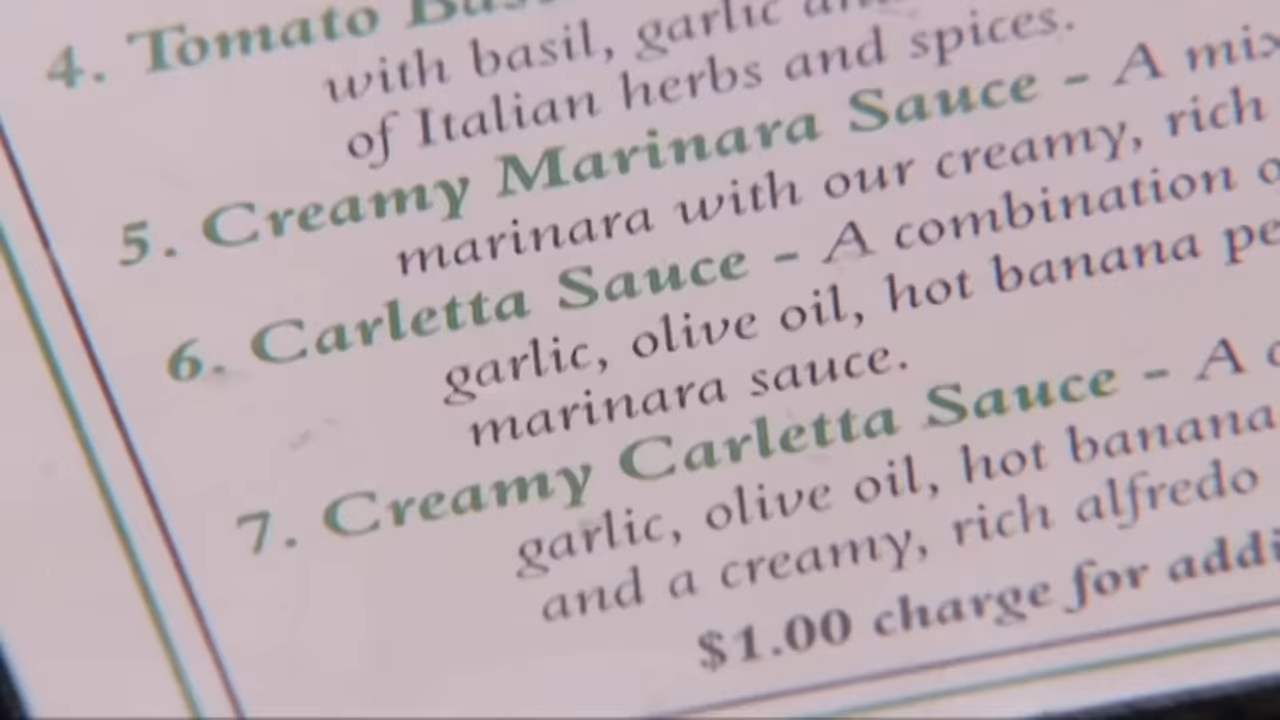 4. Tomato
with basil, garlic
of Italian herbs and spices.
5. Creamy Marinara Sauce - A
marinara with our creamy, rich
6. Carletta Sauce - A combination
garlic, olive oil, hot banana
marinara sauce.
7. Creamy Carletta Sauce - A
garlic, olive oil, hot banana
and a creamy, rich alfredo
$1.00 charge for